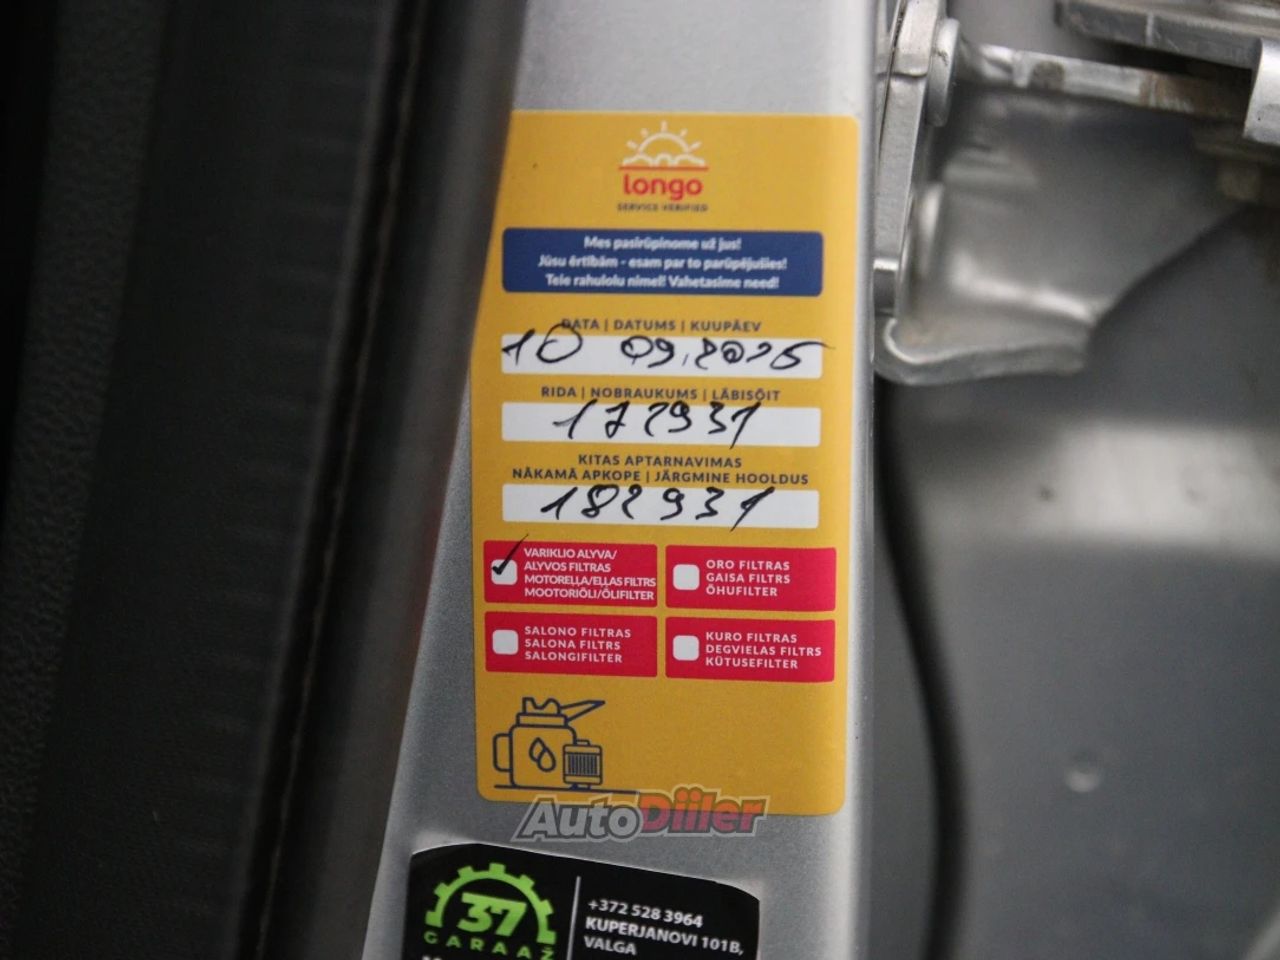 longo
SERVICE VERIFIED
Mes pasirūpinome už jus!
Jūsu ērtībām - esam par to parūpējušies!
Teie rahulolu nimel! Vahetasime need!
DATA | DATUMS | KUUPÄEV
10 09.2025
RIDA | NOBRAUKUMS | LÄBISÕIT
172931
KITAS APTARNAVIMAS
NĀKAMĀ APKOPE | JÄRGMINE HOOLDUS
182931
VARIKLIO ALYVA/
ALYVOS FILTRAS
MOTOREĻĻA/EĻĻAS FILTRS
MOOTORIÕLI/ÕLIFILTER
ORO FILTRAS
GAISA FILTRS
ÕHUFILTER
SALONO FILTRAS
SALONA FILTRS
SALONGIFILTER
KURO FILTRAS
DEGVIELAS FILTRS
KÜTUSEFILTER
AutoDiiler
37
GARAAŽ
+372 528 3964
KUPERJANOVI 101B,
VALGA